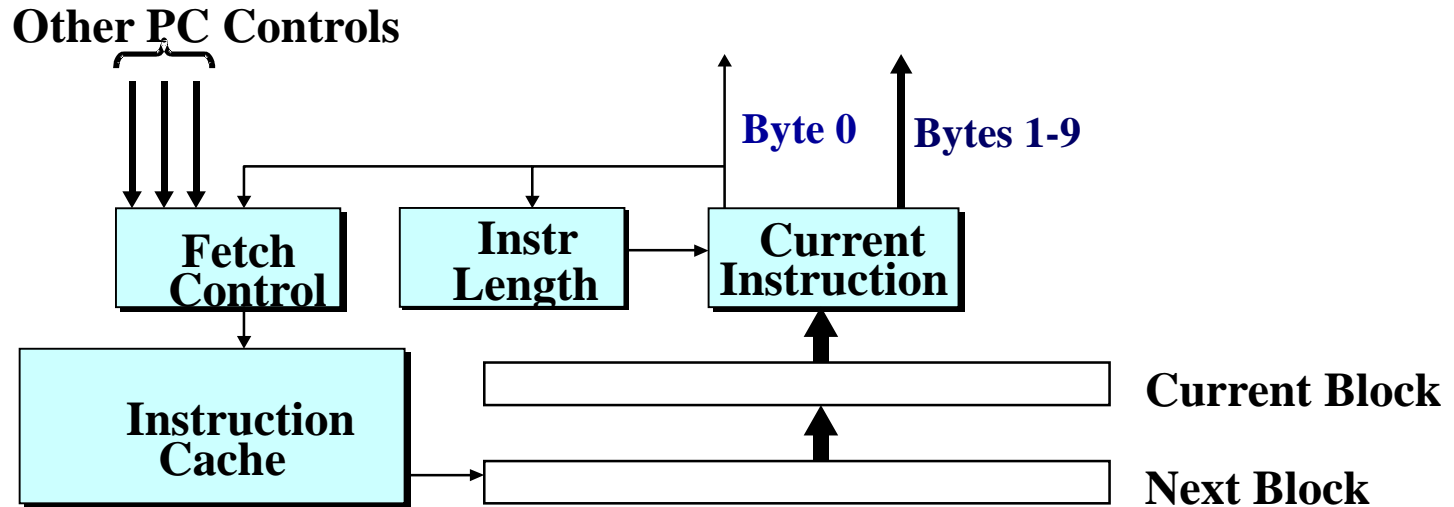 Other PC Controls
Byte 0
Bytes 1-9
Fetch
Control
Instr
Length
Current
Instruction
Instruction
Cache
Current Block
Next Block